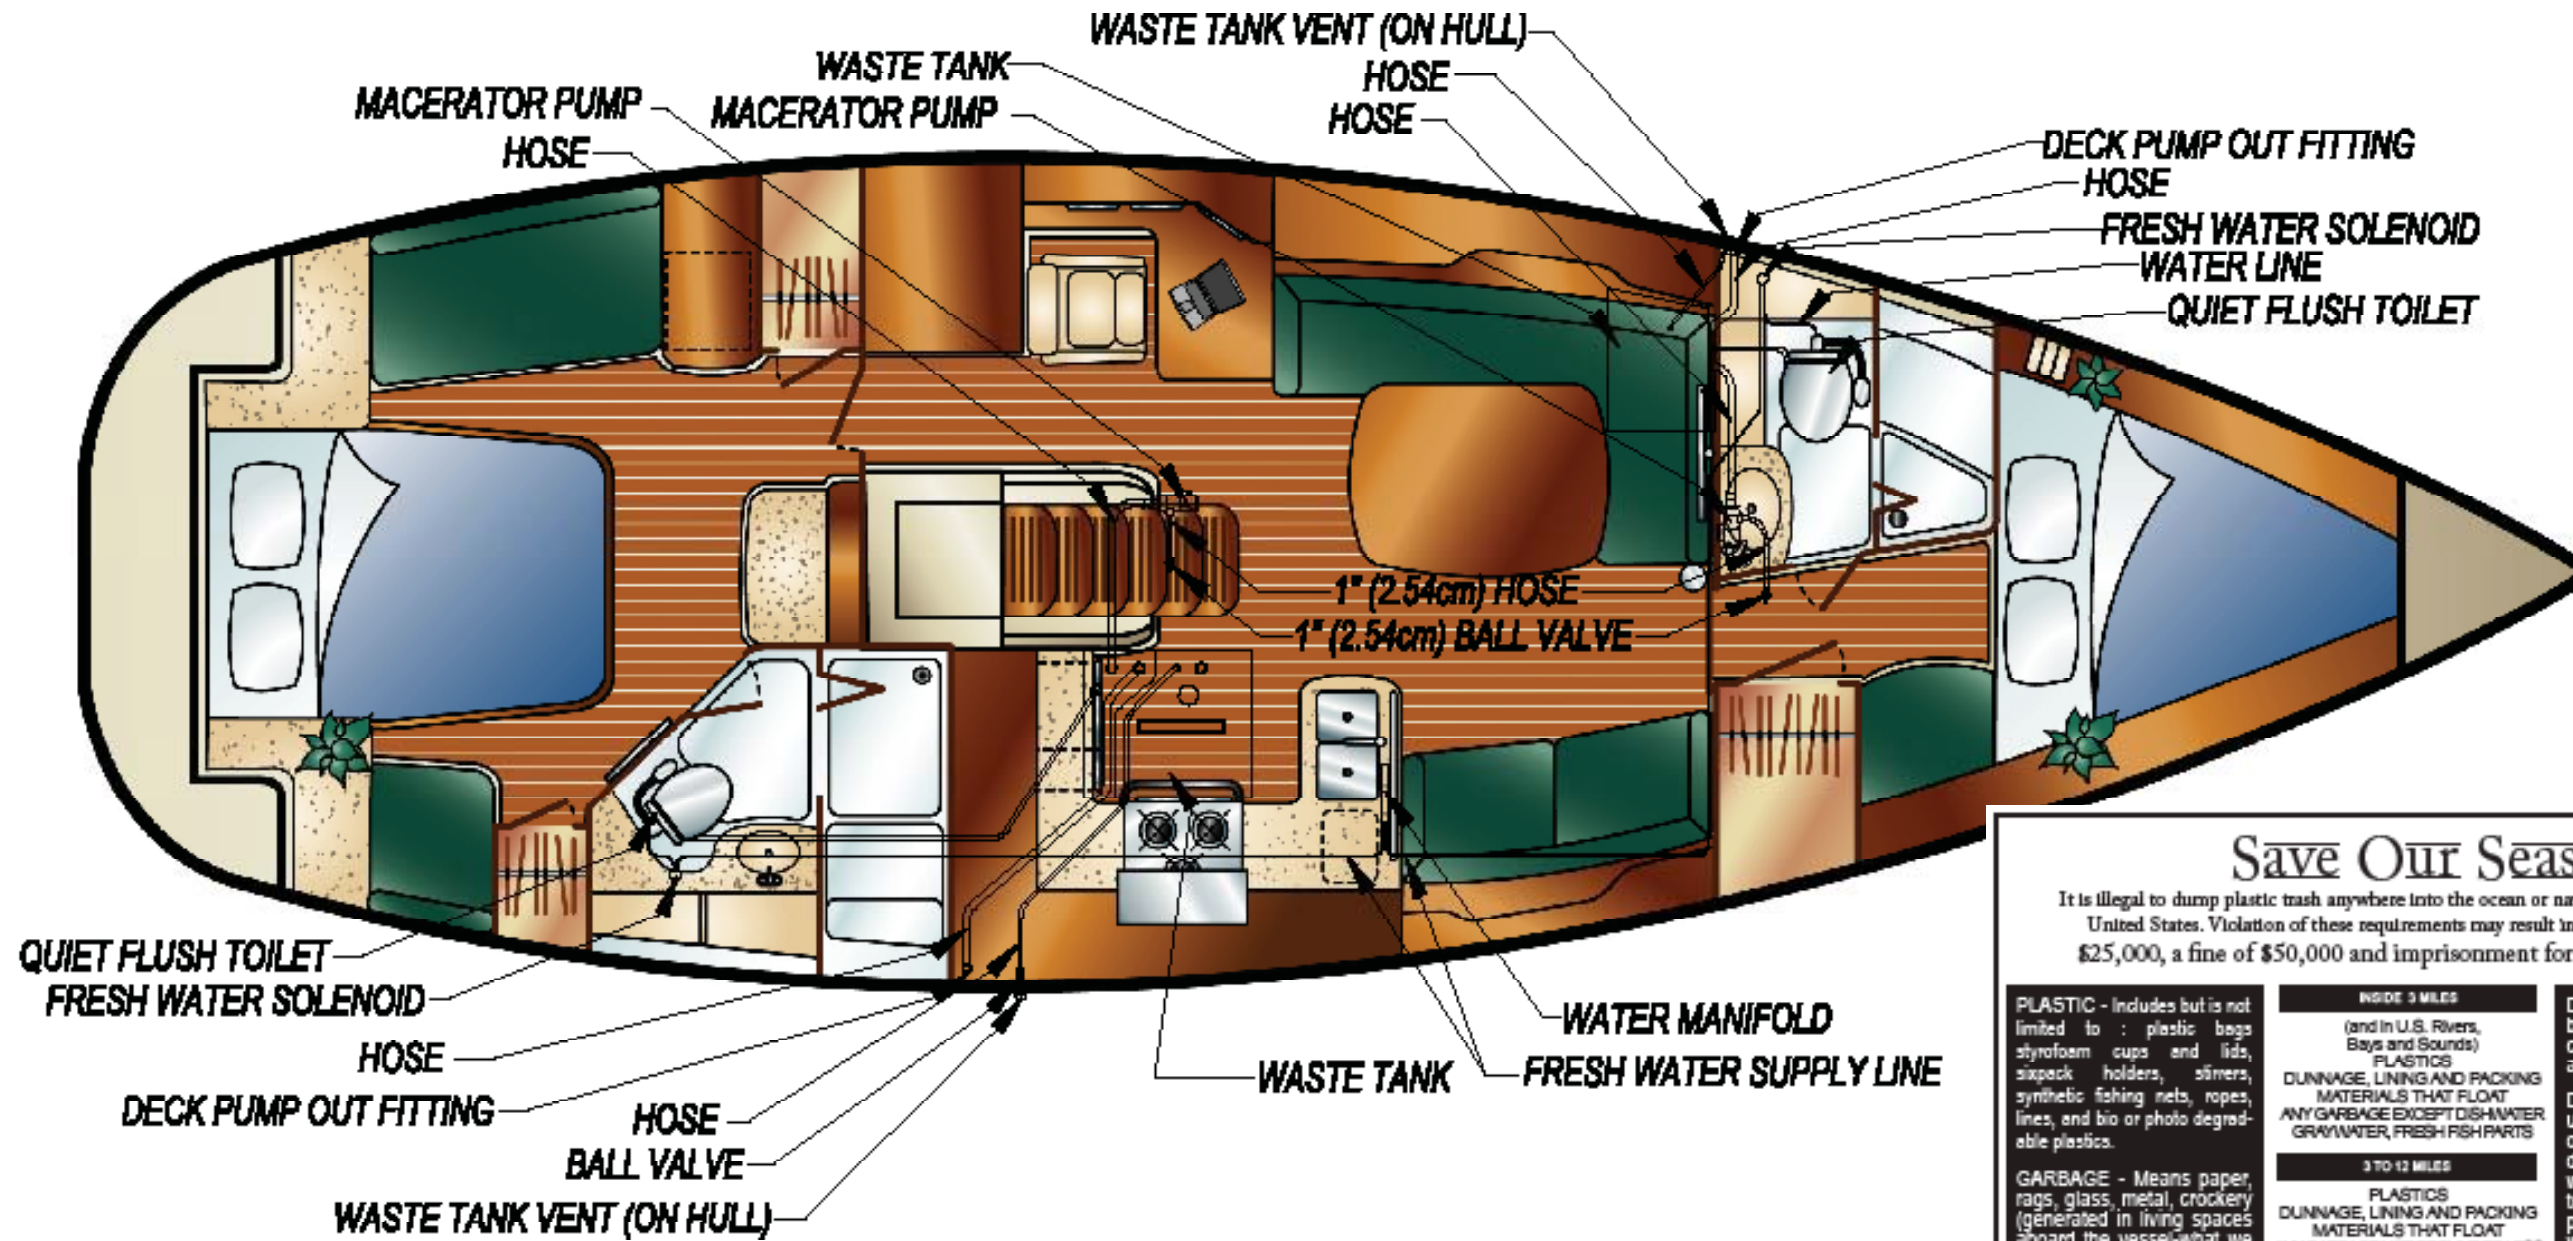 WASTE TANK VENT (ON HULL)
WASTE TANK
HOSE
MACERATOR PUMP
MACERATOR PUMP
HOSE
HOSE
DECK PUMP OUT FITTING
HOSE
FRESH WATER SOLENOID
WATER LINE
QUIET FLUSH TOILET
1" (2.54cm) HOSE
1" (2.54cm) BALL VALVE
QUIET FLUSH TOILET
FRESH WATER SOLENOID
HOSE
DECK PUMP OUT FITTING
HOSE
BALL VALVE
WASTE TANK VENT (ON HULL)
WATER MANIFOLD
WASTE TANK
FRESH WATER SUPPLY LINE
Save Our Seas
It is illegal to dump plastic trash anywhere into the ocean or
United States. Violation of these requirements may result in
$25,000, a fine of $50,000 and imprisonment for
PLASTIC - Includes but is not
limited to : plastic bags
styrofoam cups and lids,
sixpack holders, stirrers,
synthetic fishing nets, ropes,
lines, and bio or photo degrad-
able plastics.
GARBAGE - Means paper,
rags, glass, metal, crockery
(generated in living spaces
aboard the vessel-what we
INSIDE 3 MILES
(and in U.S. Rivers,
Bays and Sounds)
PLASTICS
DUNNAGE, LINING AND PACKING
MATERIALS THAT FLOAT
ANY GARBAGE EXCEPT DISHWATER
GRAYWATER, FRESH FISH PARTS
3 TO 12 MILES
PLASTICS
DUNNAGE, LINING AND PACKING
MATERIALS THAT FLOAT